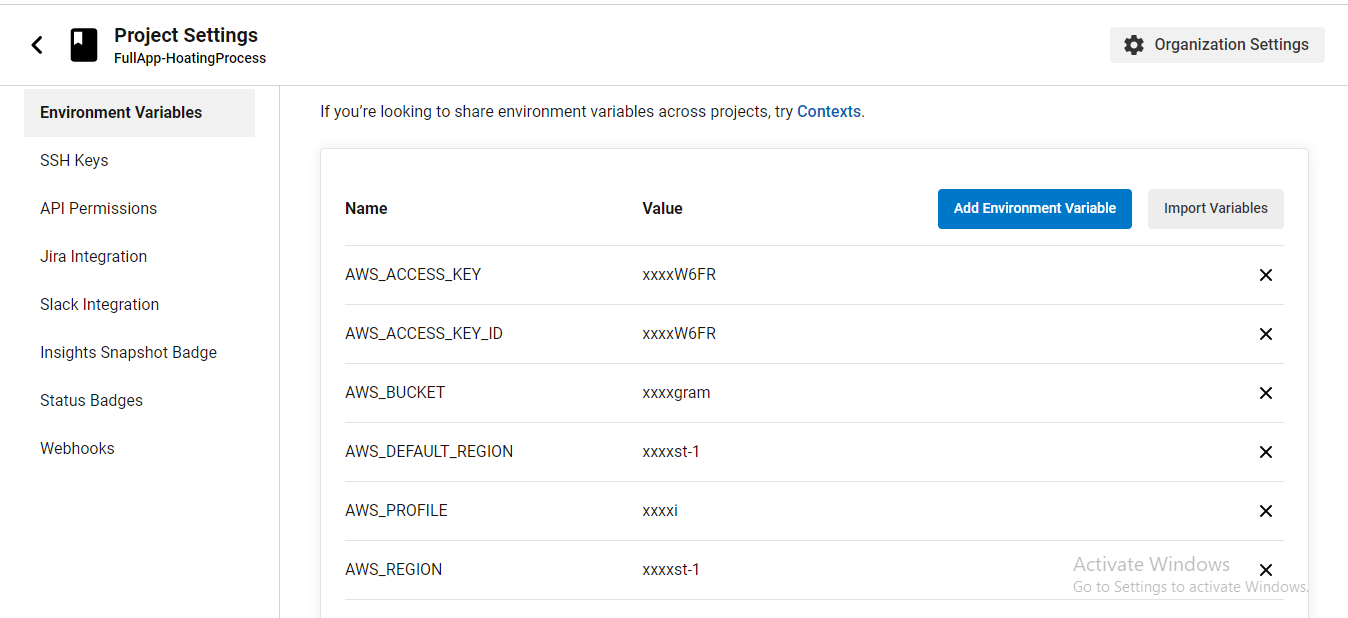 Project Settings
FullApp-HoatingProcess
Organization Settings
Environment Variables
SSH Keys
API Permissions
Jira Integration
Slack Integration
Insights Snapshot Badge
Status Badges
Webhooks
If you’re looking to share environment variables across projects, try Contexts.
Name Value Add Environment Variable Import Variables
AWS_ACCESS_KEY xxxxW6FR
AWS_ACCESS_KEY_ID xxxxW6FR
AWS_BUCKET xxxxgram
AWS_DEFAULT_REGION xxxxst-1
AWS_PROFILE xxxxi
AWS_REGION xxxxst-1
Activate Windows
Go to Settings to activate Windows.